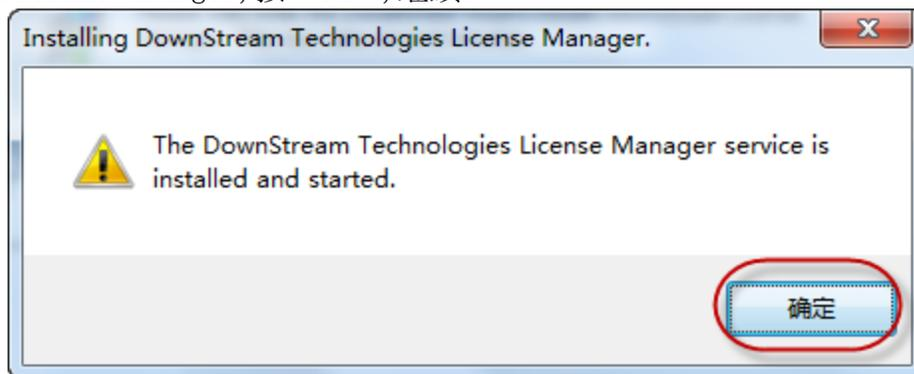 Installing DownStream Technologies License Manager.
The DownStream Technologies License Manager service is
installed and started.
确定